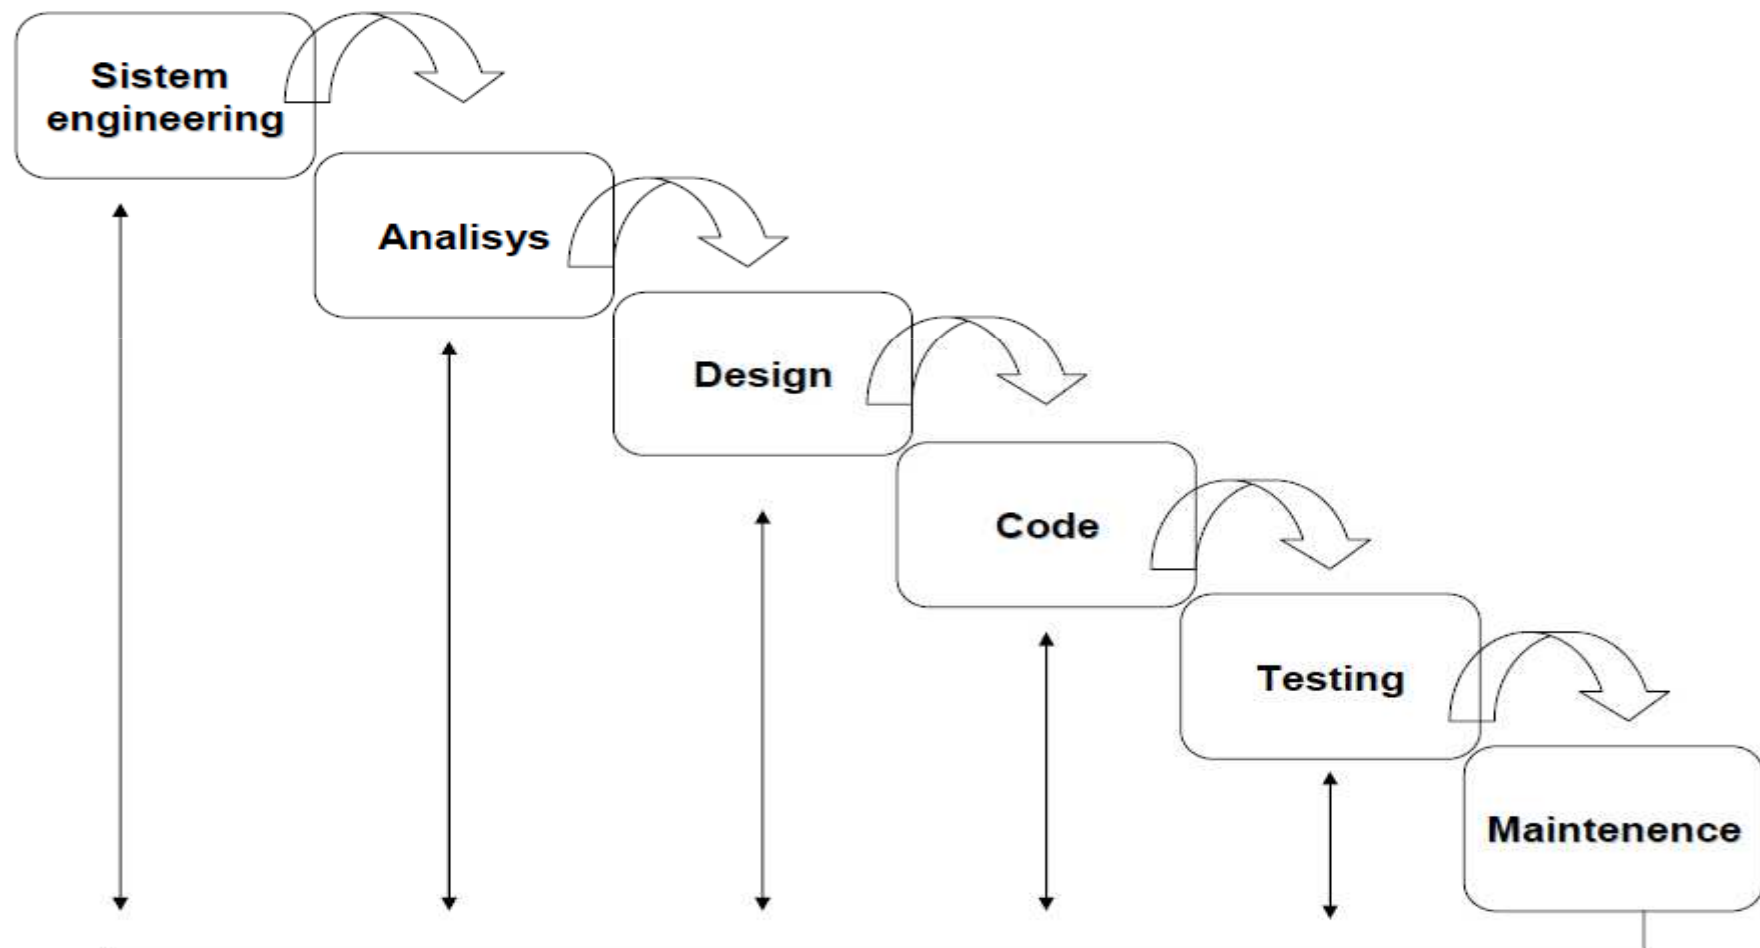 Sistem
engineering
Analisys
Design
Code
Testing
Maintenence